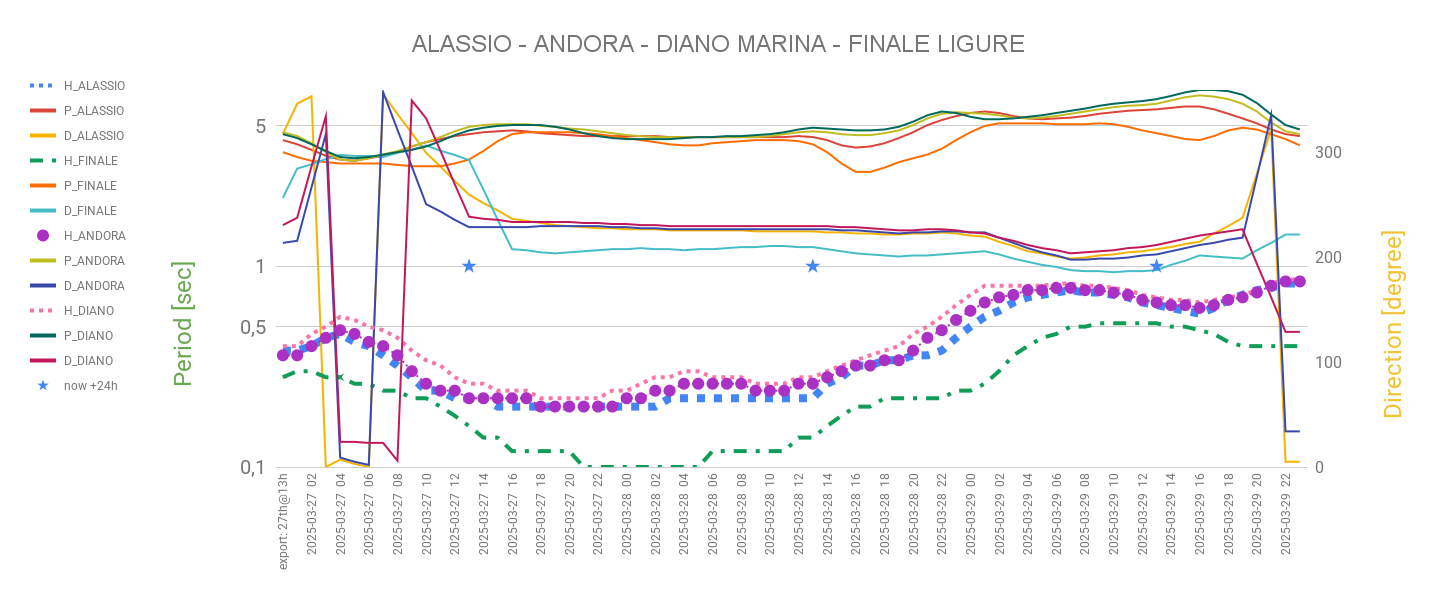 ALASSIO - ANDORA - DIANO MARINA - FINALE LIGURE
H_ALASSIO
P_ALASSIO
D_ALASSIO
H_FINALE
P_FINALE
D_FINALE
H_ANDORA
P_ANDORA
D_ANDORA
H_DIANO
P_DIANO
D_DIANO
now +24h
Period [sec]
5
1
0,5
0,1
300
200
100
0
Direction [degree]
export: 27th@13h
2025-03-27 02
2025-03-27 04
2025-03-27 06
2025-03-27 08
2025-03-27 10
2025-03-27 12
2025-03-27 14
2025-03-27 16
2025-03-27 18
2025-03-27 20
2025-03-27 22
2025-03-28 00
2025-03-28 02
2025-03-28 04
2025-03-28 06
2025-03-28 08
2025-03-28 10
2025-03-28 12
2025-03-28 14
2025-03-28 16
2025-03-28 18
2025-03-28 20
2025-03-28 22
2025-03-29 00
2025-03-29 02
2025-03-29 04
2025-03-29 06
2025-03-29 08
2025-03-29 10
2025-03-29 12
2025-03-29 14
2025-03-29 16
2025-03-29 18
2025-03-29 20
2025-03-29 22